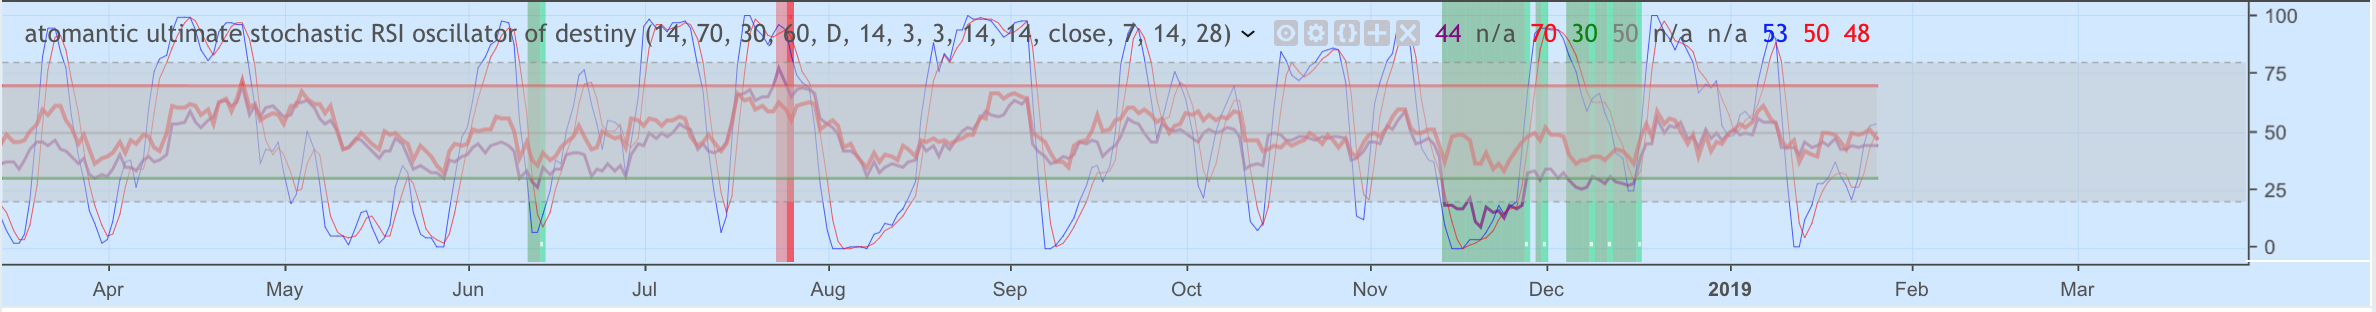 100
atomantic ultimate stochastic RSI oscillator of destiny (14, 70, 30, 60, D, 14, 3, 3, 14, 14, close, 7, 14, 28) 44 n/a 70 30 50 n/a n/a 53 50 48
75
50
25
0
Apr May Jun Jul Aug Sep Oct Nov Dec 2019 Feb Mar